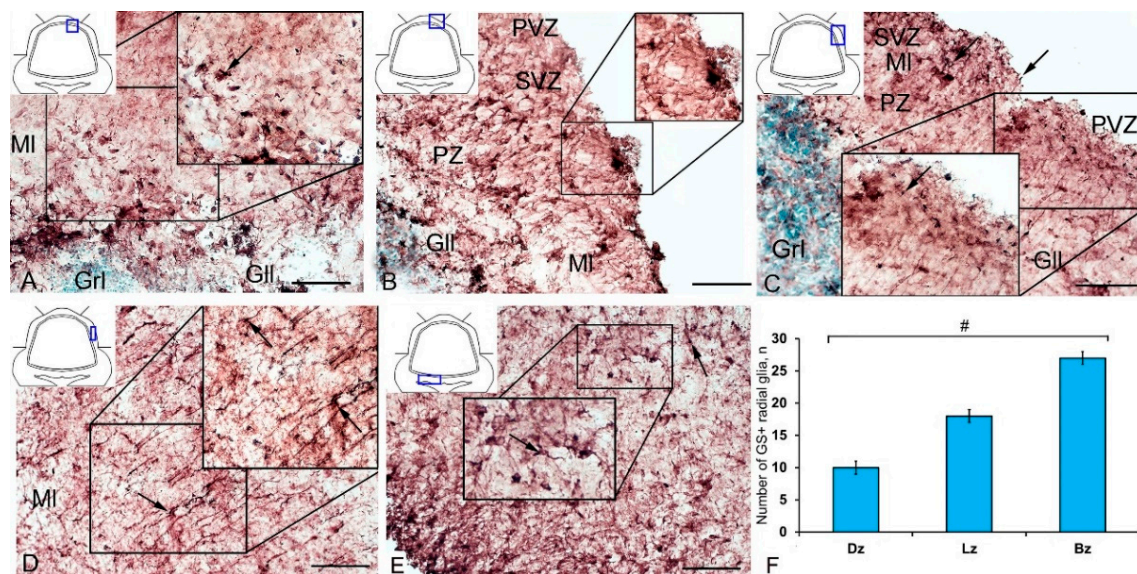 Ml
A
Grl
Gll
PVZ
SVZ
PZ
Gll
B
Ml
SVZ
Ml
PZ
PVZ
Grl
Gll
C
Ml
D
E
#
Number of GS+ radial glia, n
30
25
20
15
10
5
0
Dz
Lz
Bz
F